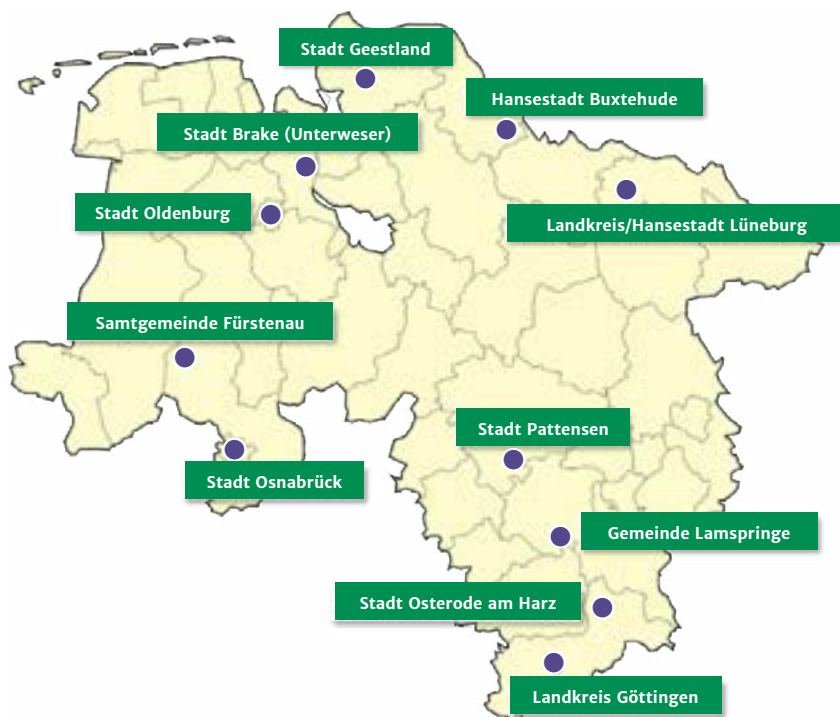 Stadt Geestland
Hansestadt Buxtehude
Stadt Brake (Unterweser)
Stadt Oldenburg
Landkreis/Hansestadt Lüneburg
Samtgemeinde Fürstenau
Stadt Pattensen
Stadt Osnabrück
Gemeinde Lamspringe
Stadt Osterode am Harz
Landkreis Göttingen